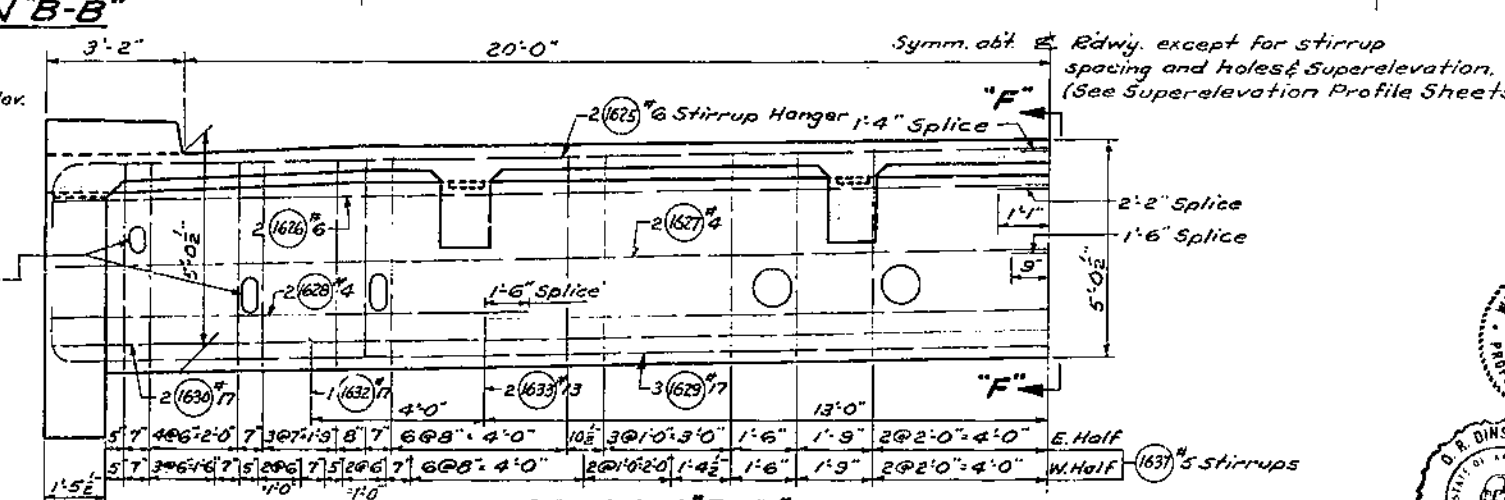 "B-B"
3'-2"
20'-0"
Symm. abt. ℄ Rdwy. except for stirrup
spacing and holes & Superelevation.
(See Superelevation Profile Sheets
"F"
2 1625 #6 Stirrup Hanger
1'-4" Splice
2'-2" Splice
1'-1"
1'-6" Splice
9"
2 1626 #6
2 1627 #4
5'-0½"
5'-0½"
2 1628 #4
1'-6" Splice
2 1630 #17
1 1632 #17
2 1633 #13
3 1629 #17
"F"
4'-0"
13'-0"
5" 7" 4@6"=2'-0" 7" 3@7"=1'-9" 8" 7" 6@8"=4'-0" 10½" 3@1'-0"=3'-0" 1'-6" 1'-9" 2@2'-0"=4'-0" E. Half
5" 7" 3@6"=1'-6" 7" 5" 2@6"=1'-0" 7" 5" 2@6"=1'-0" 7" 6@8"=4'-0" 2@1'-0"=2'-0" 1'-4½" 1'-6" 1'-9" 2@2'-0"=4'-0" W. Half
1637 #5 Stirrups
1'-5½"
D. R. DINS